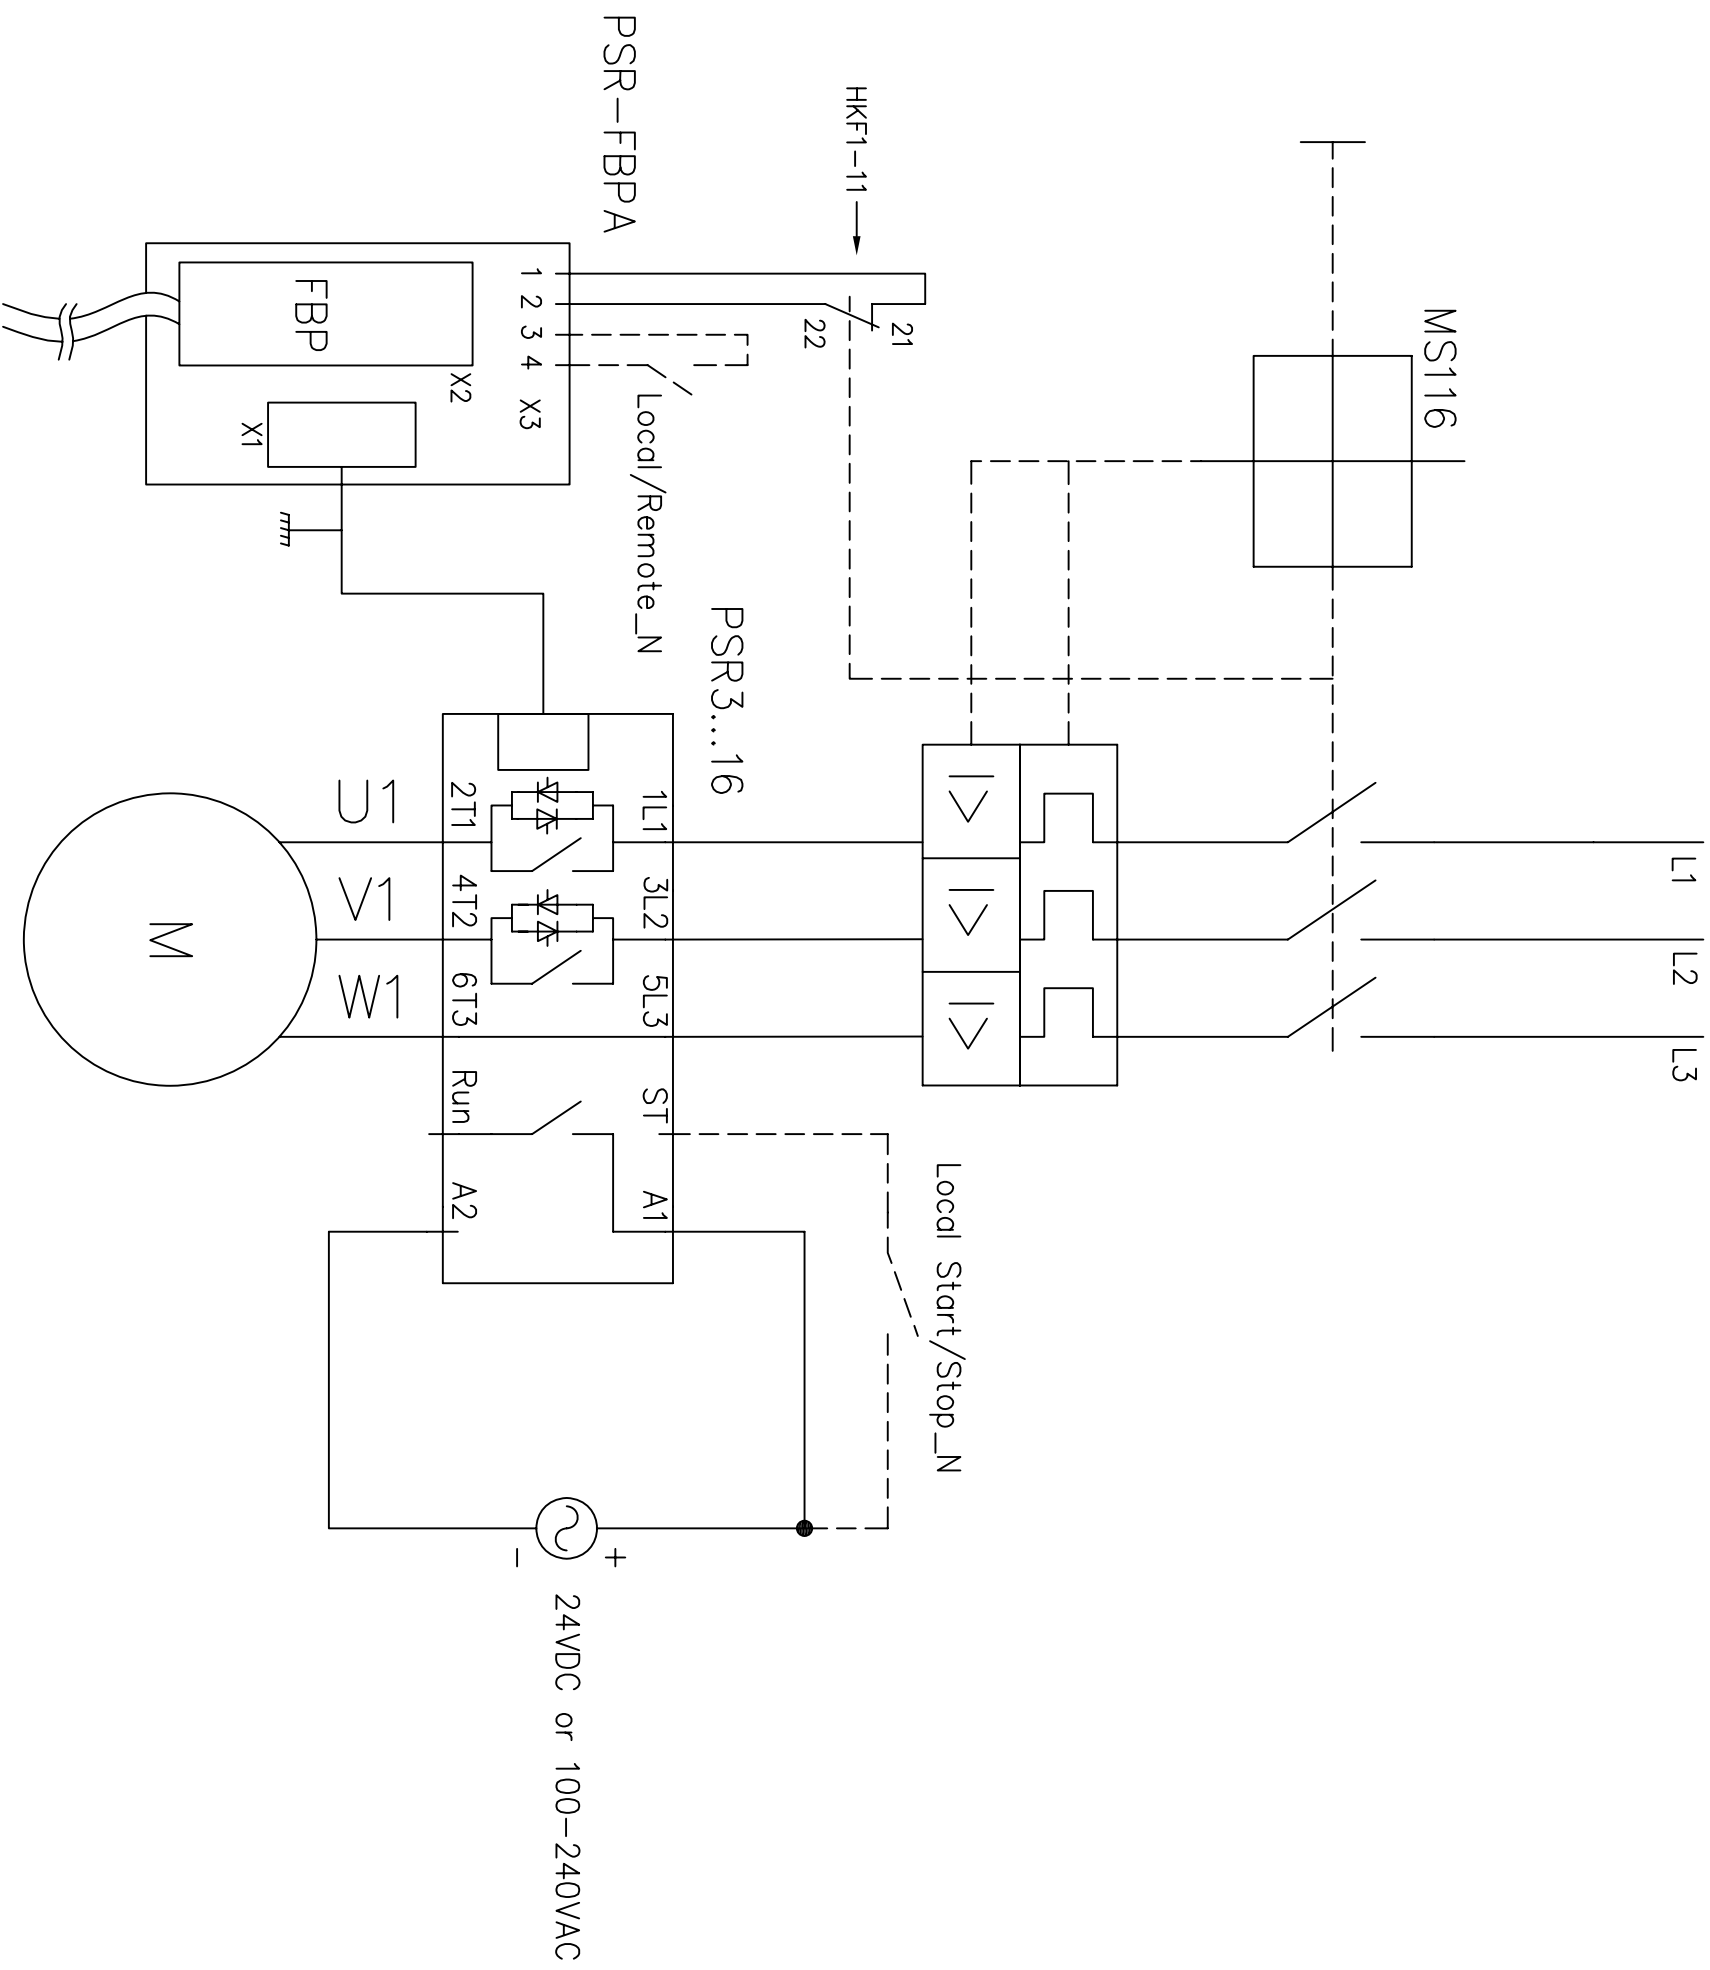 L1
L2
L3
MS116
HKF1-11
21
22
PSR-FBPA
1 2 3 4 X3
FBP
X2
X1
Local/Remote_N
PSR3...16
1L1 3L2 5L3 ST A1
2T1 4T2 6T3 Run A2
U1 V1 W1
M
Local Start/Stop_N
+
-
24VDC or 100-240VAC